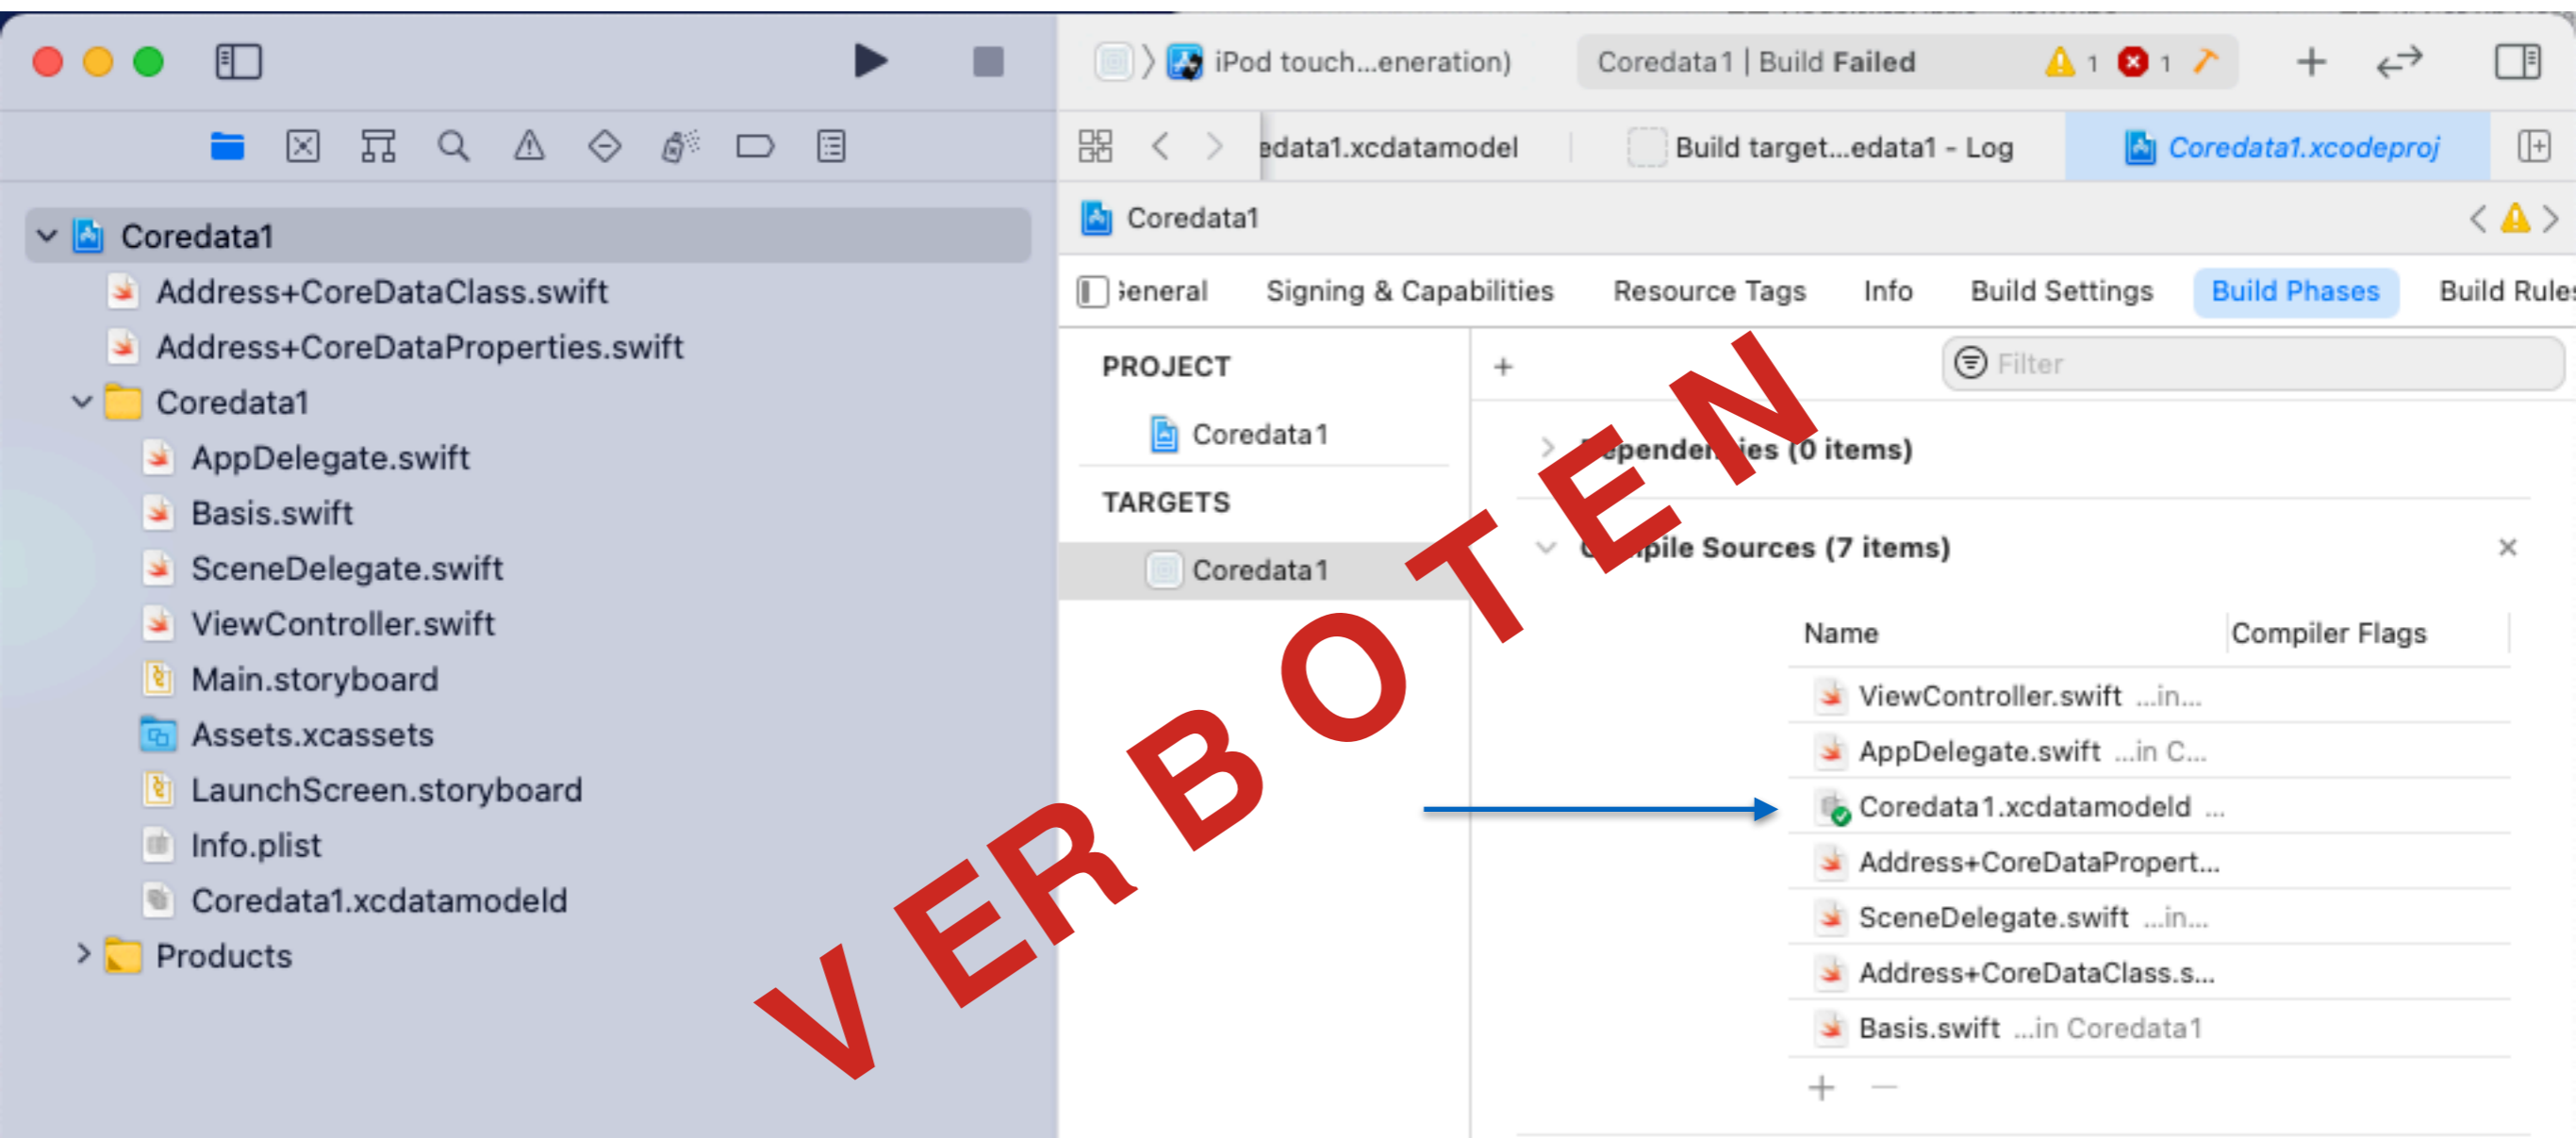 iPod touch...eneration)
Coredata1 | Build Failed
1
1
edata1.xcdatamodel
Build target...edata1 – Log
Coredata1.xcodeproj
Coredata1
Address+CoreDataClass.swift
Address+CoreDataProperties.swift
Coredata1
AppDelegate.swift
Basis.swift
SceneDelegate.swift
ViewController.swift
Main.storyboard
Assets.xcassets
LaunchScreen.storyboard
Info.plist
Coredata1.xcdatamodeld
Products
Coredata1
General
Signing & Capabilities
Resource Tags
Info
Build Settings
Build Phases
Build Rules
PROJECT
Coredata1
TARGETS
Coredata1
+
Filter
Dependencies (0 items)
Compile Sources (7 items)
Name
Compiler Flags
ViewController.swift ...in...
AppDelegate.swift ...in C...
Coredata1.xcdatamodeld ...
Address+CoreDataPropert...
SceneDelegate.swift ...in...
Address+CoreDataClass.s...
Basis.swift ...in Coredata1
VERBOTEN